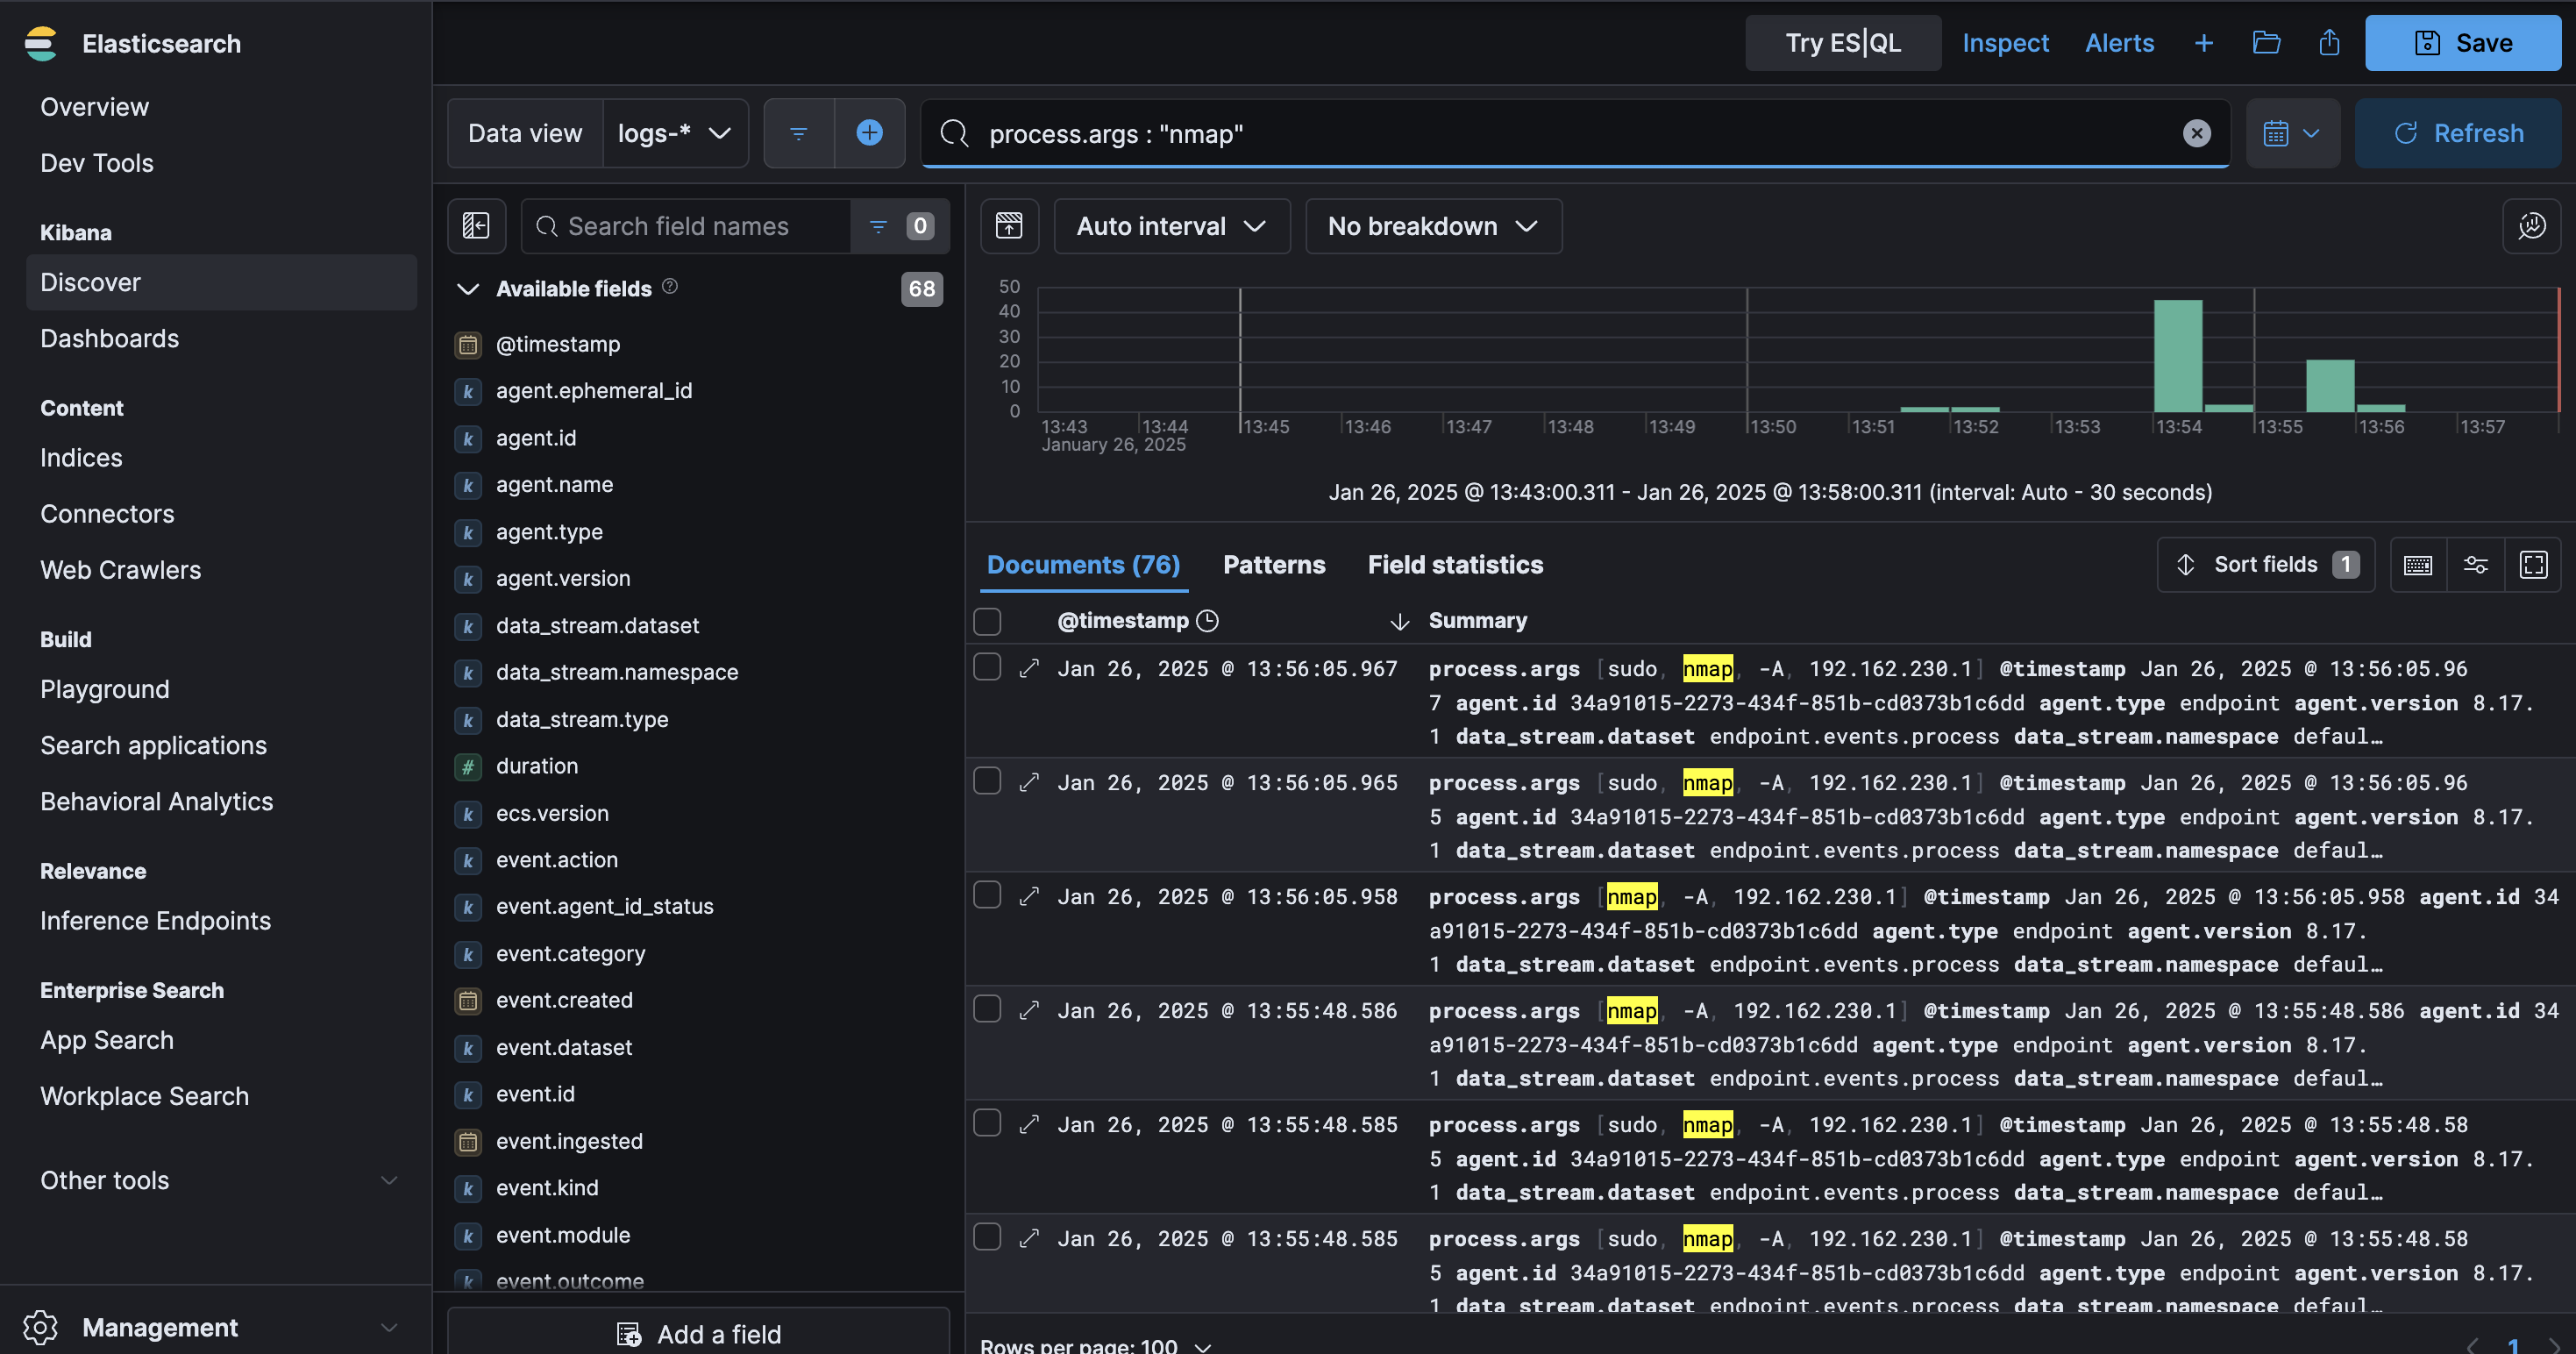 Elasticsearch
Overview
Dev Tools
Kibana
Discover
Dashboards
Content
Indices
Connectors
Web Crawlers
Build
Playground
Search applications
Behavioral Analytics
Relevance
Inference Endpoints
Enterprise Search
App Search
Workplace Search
Other tools
Management
Try ES|QL Inspect Alerts + Save
Data view logs-* process.args : "nmap" Refresh
Search field names 0
Available fields 68
@timestamp
k agent.ephemeral_id
k agent.id
k agent.name
k agent.type
k agent.version
k data_stream.dataset
k data_stream.namespace
k data_stream.type
# duration
k ecs.version
k event.action
k event.agent_id_status
k event.category
event.created
k event.dataset
k event.id
event.ingested
k event.kind
k event.module
k event.outcome
Add a field
Auto interval No breakdown
50
40
30
20
10
0
13:43 13:44 13:45 13:46 13:47 13:48 13:49 13:50 13:51 13:52 13:53 13:54 13:55 13:56 13:57
January 26, 2025
Jan 26, 2025 @ 13:43:00.311 - Jan 26, 2025 @ 13:58:00.311 (interval: Auto - 30 seconds)
Documents (76) Patterns Field statistics Sort fields 1
@timestamp Summary
Jan 26, 2025 @ 13:56:05.967 process.args [sudo, nmap, -A, 192.162.230.1] @timestamp Jan 26, 2025 @ 13:56:05.96
7 agent.id 34a91015-2273-434f-851b-cd0373b1c6dd agent.type endpoint agent.version 8.17.
1 data_stream.dataset endpoint.events.process data_stream.namespace defaul…
Jan 26, 2025 @ 13:56:05.965 process.args [sudo, nmap, -A, 192.162.230.1] @timestamp Jan 26, 2025 @ 13:56:05.96
5 agent.id 34a91015-2273-434f-851b-cd0373b1c6dd agent.type endpoint agent.version 8.17.
1 data_stream.dataset endpoint.events.process data_stream.namespace defaul…
Jan 26, 2025 @ 13:56:05.958 process.args [nmap, -A, 192.162.230.1] @timestamp Jan 26, 2025 @ 13:56:05.958 agent.id 34
a91015-2273-434f-851b-cd0373b1c6dd agent.type endpoint agent.version 8.17.
1 data_stream.dataset endpoint.events.process data_stream.namespace defaul…
Jan 26, 2025 @ 13:55:48.586 process.args [nmap, -A, 192.162.230.1] @timestamp Jan 26, 2025 @ 13:55:48.586 agent.id 34
a91015-2273-434f-851b-cd0373b1c6dd agent.type endpoint agent.version 8.17.
1 data_stream.dataset endpoint.events.process data_stream.namespace defaul…
Jan 26, 2025 @ 13:55:48.585 process.args [sudo, nmap, -A, 192.162.230.1] @timestamp Jan 26, 2025 @ 13:55:48.58
5 agent.id 34a91015-2273-434f-851b-cd0373b1c6dd agent.type endpoint agent.version 8.17.
1 data_stream.dataset endpoint.events.process data_stream.namespace defaul…
Jan 26, 2025 @ 13:55:48.585 process.args [sudo, nmap, -A, 192.162.230.1] @timestamp Jan 26, 2025 @ 13:55:48.58
5 agent.id 34a91015-2273-434f-851b-cd0373b1c6dd agent.type endpoint agent.version 8.17.
1 data_stream.dataset endpoint.events.process data_stream.namespace defaul…
Rows per page: 100 1